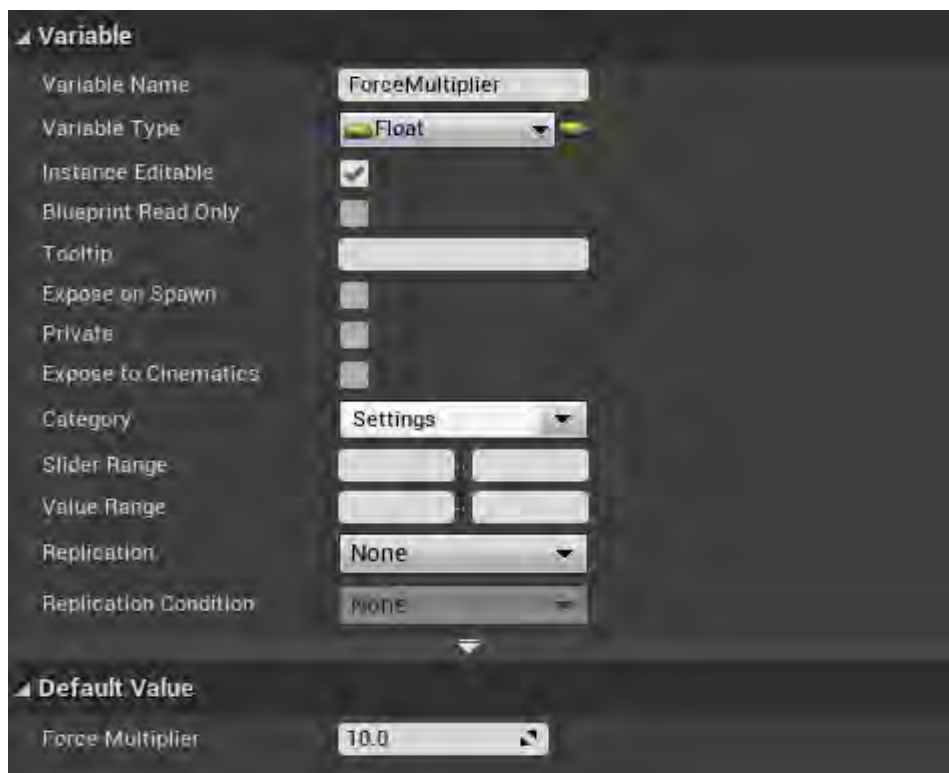 Variable
Variable Name ForceMultiplier
Variable Type Float
Instance Editable
Blueprint Read Only
Tooltip
Expose on Spawn
Private
Expose to Cinematics
Category Settings
Slider Range
Value Range
Replication None
Replication Condition None
Default Value
Force Multiplier 10.0